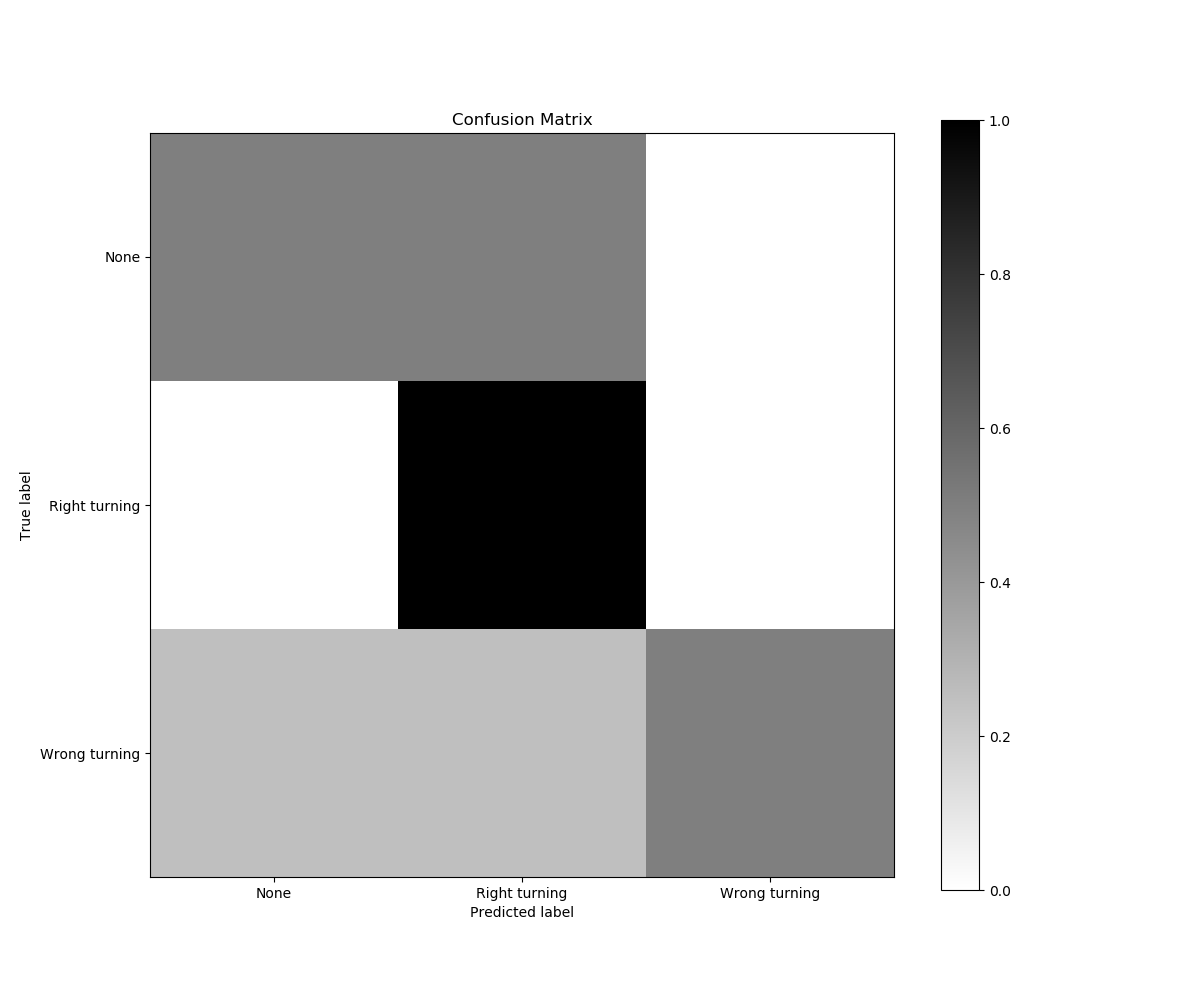 Confusion Matrix
True label
None
Right turning
Wrong turning
None Right turning Wrong turning
Predicted label
1.0
0.8
0.6
0.4
0.2
0.0